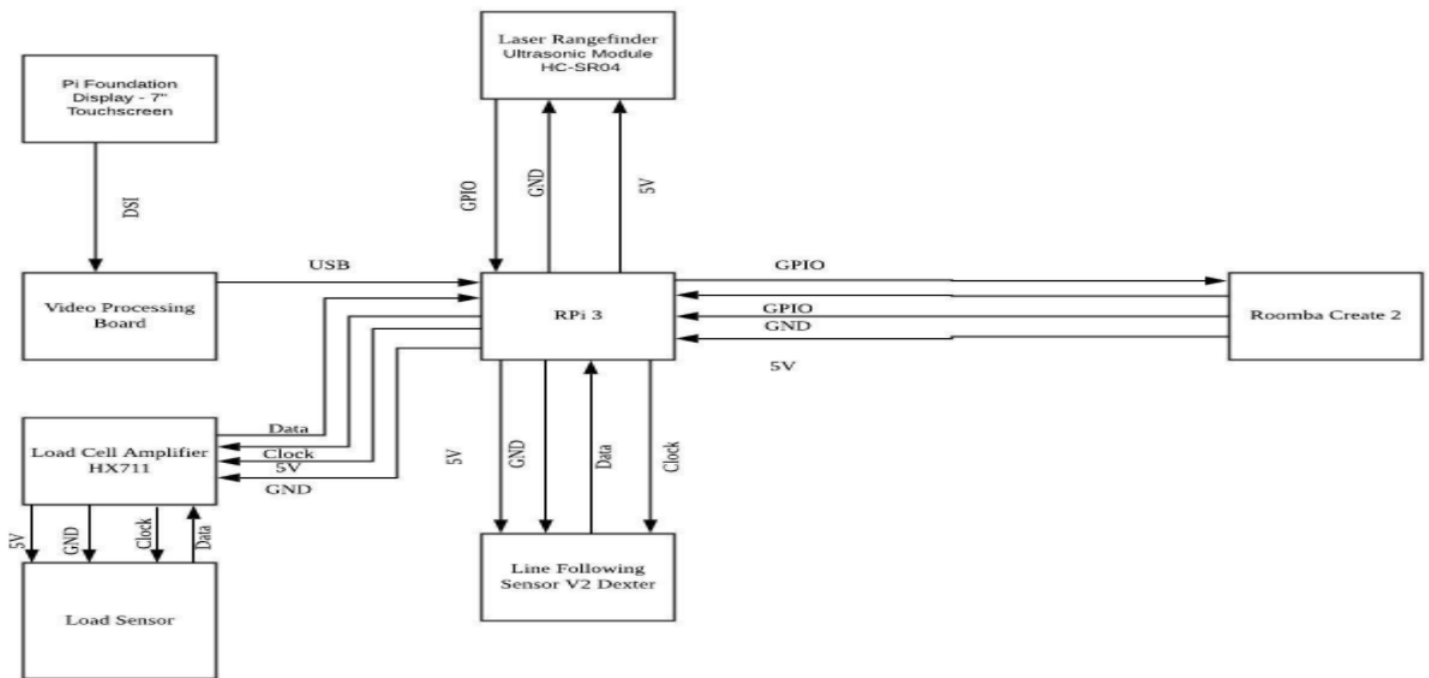 Laser Rangefinder
Ultrasonic Module
HC-SR04
Pi Foundation
Display - 7"
Touchscreen
DSI
GPIO
GND
5V
USB
GPIO
Video Processing
Board
RPi 3
GPIO
GND
5V
Roomba Create 2
Load Cell Amplifier
HX711
Data
Clock
5V
GND
5V
GND
Data
Clock
5V
GND
Clock
Data
Line Following
Sensor V2 Dexter
Load Sensor